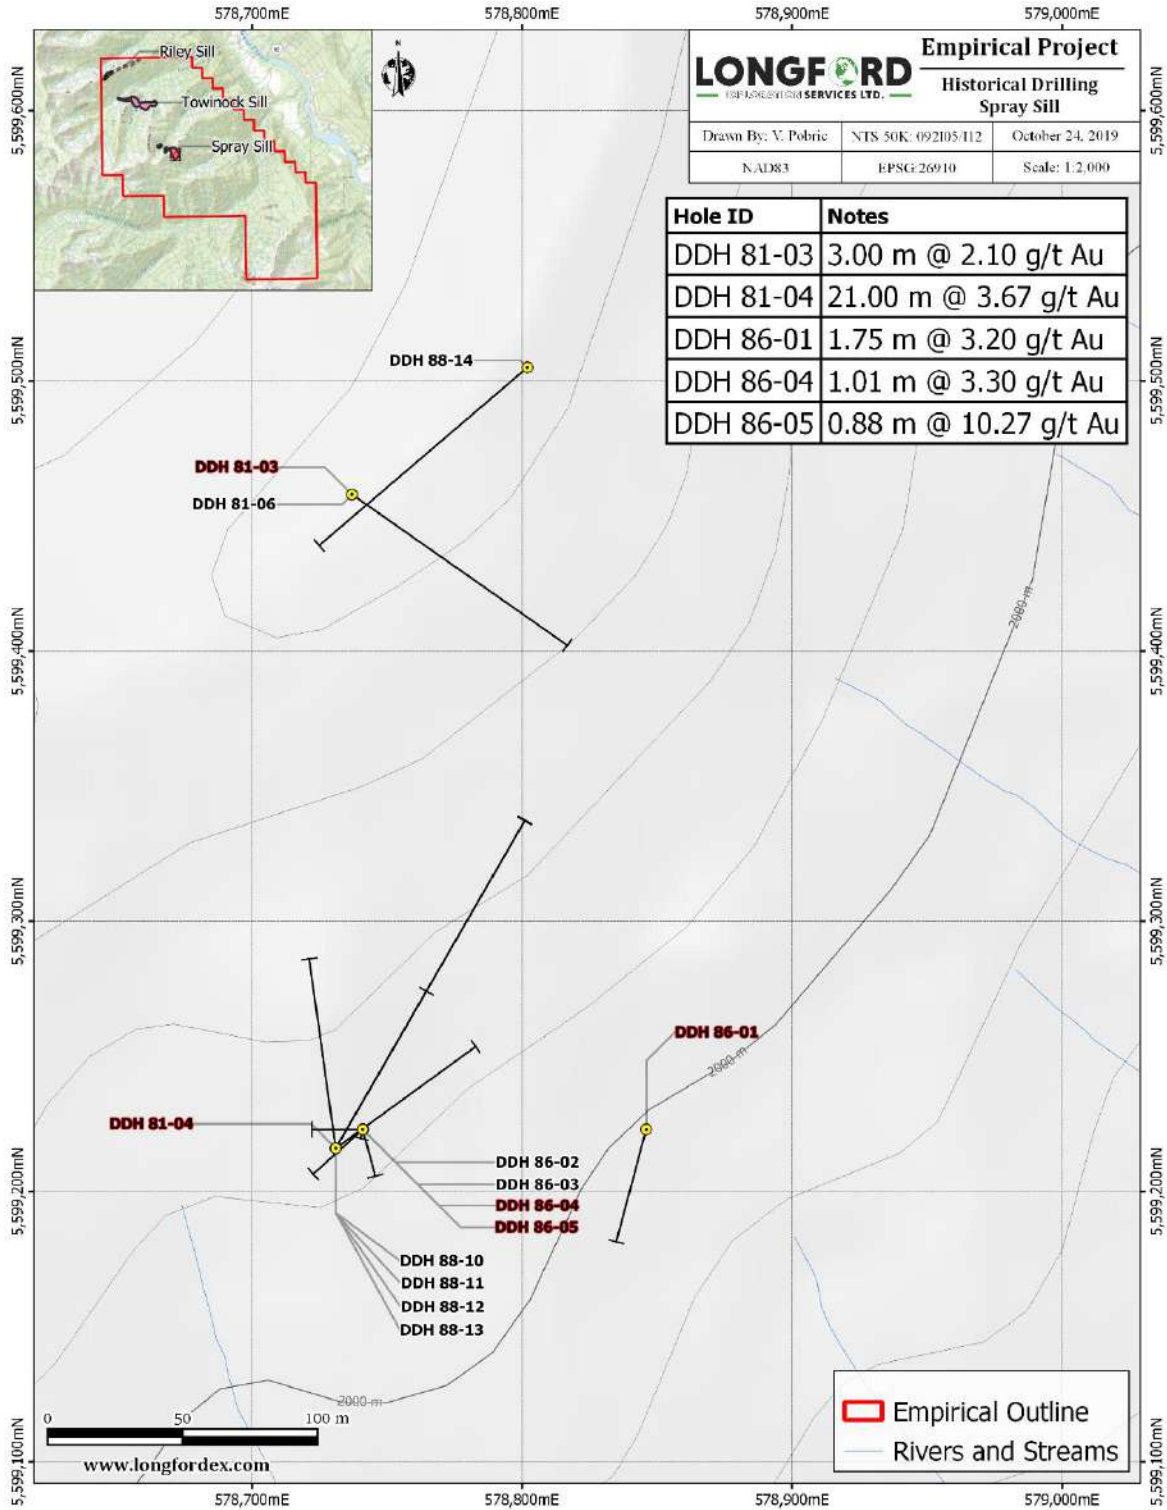 578,700mE
578,800mE
578,900mE
579,000mE
Riley Sill
Towinock Sill
Spray Sill
N
LONGFORD
SERVICES LTD.
Empirical Project
Historical Drilling
Spray Sill
Drawn By: V. Pobric
NTS 50K: 092I05/112
October 24, 2019
NAD83
EPSG:26910
Scale: 1:2,000
Hole ID Notes
DDH 81-03 3.00 m @ 2.10 g/t Au
DDH 81-04 21.00 m @ 3.67 g/t Au
DDH 86-01 1.75 m @ 3.20 g/t Au
DDH 86-04 1.01 m @ 3.30 g/t Au
DDH 86-05 0.88 m @ 10.27 g/t Au
5,599,600mN
5,599,600mN
5,599,500mN
5,599,500mN
DDH 88-14
DDH 81-03
DDH 81-06
2000 m
5,599,400mN
5,599,400mN
5,599,300mN
5,599,300mN
DDH 86-01
2000 m
DDH 81-04
DDH 86-02
DDH 86-03
DDH 86-04
DDH 86-05
5,599,200mN
5,599,200mN
DDH 88-10
DDH 88-11
DDH 88-12
DDH 88-13
2000 m
0 50 100 m
www.longfordex.com
Empirical Outline
Rivers and Streams
5,599,100mN
5,599,100mN
578,700mE
578,800mE
578,900mE
579,000mE